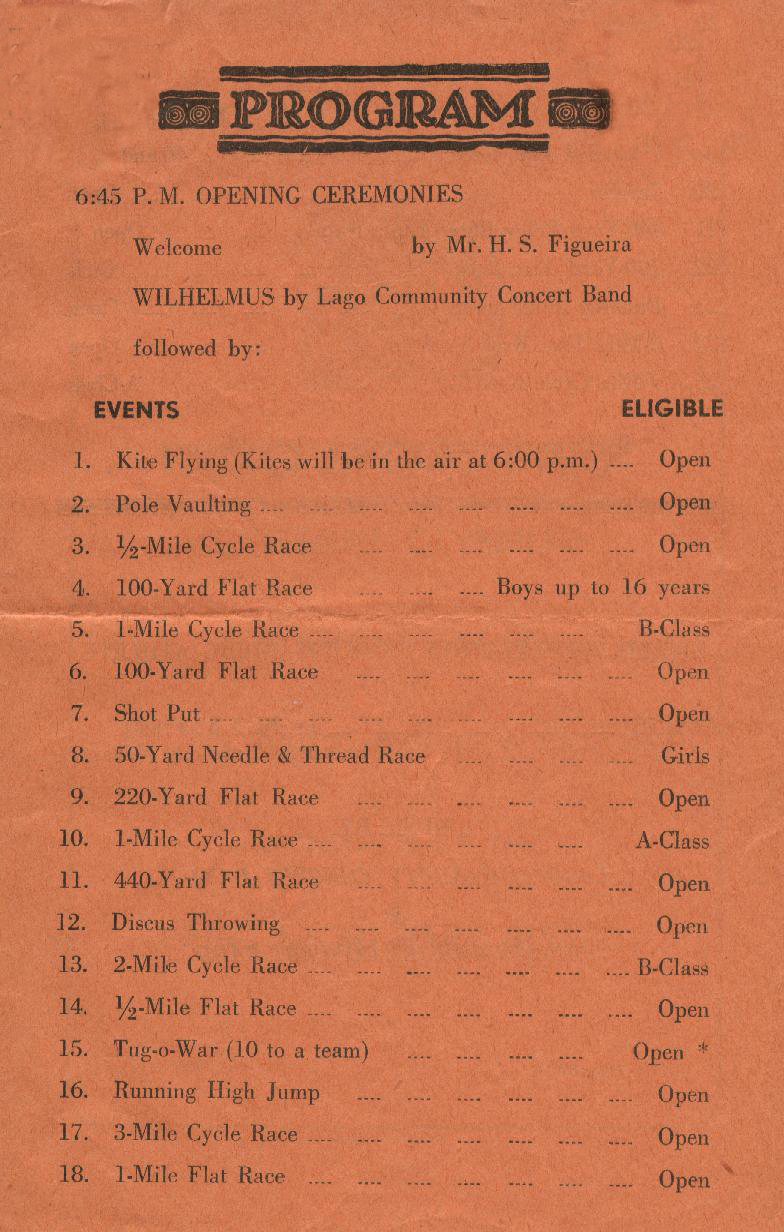 PROGRAM
6:45 P. M. OPENING CEREMONIES
Welcome by Mr. H. S. Figueira
WILHELMUS by Lago Community Concert Band
followed by:
EVENTS ELIGIBLE
1. Kite Flying (Kites will be in the air at 6:00 p.m.) .... Open
2. Pole Vaulting .... .... .... .... .... .... .... .... Open
3. ½-Mile Cycle Race .... .... .... .... .... .... Open
4. 100-Yard Flat Race .... .... .... Boys up to 16 years
5. 1-Mile Cycle Race .... .... .... .... .... .... B-Class
6. 100-Yard Flat Race .... .... .... .... .... .... Open
7. Shot Put .... .... .... .... .... .... .... .... .... Open
8. 50-Yard Needle & Thread Race .... .... .... .... Girls
9. 220-Yard Flat Race .... .... .... .... .... .... Open
10. 1-Mile Cycle Race .... .... .... .... .... .... A-Class
11. 440-Yard Flat Race .... .... .... .... .... .... Open
12. Discus Throwing .... .... .... .... .... .... .... Open
13. 2-Mile Cycle Race .... .... .... .... .... .... .... B-Class
14. ½-Mile Flat Race .... .... .... .... .... .... .... Open
15. Tug-o-War (10 to a team) .... .... .... .... Open *
16. Running High Jump .... .... .... .... .... .... Open
17. 3-Mile Cycle Race .... .... .... .... .... .... .... Open
18. 1-Mile Flat Race .... .... .... .... .... .... .... Open